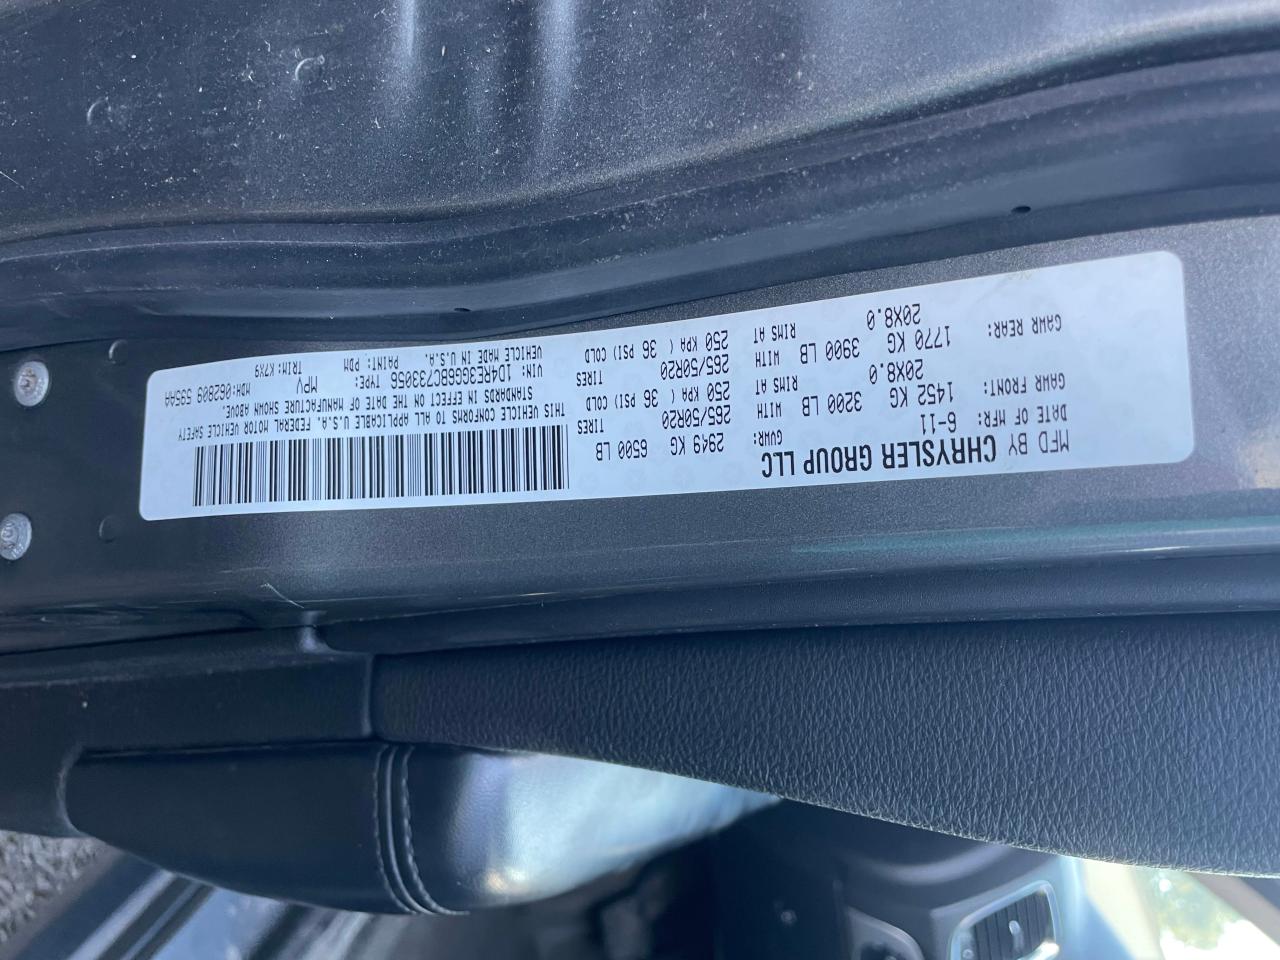 MFD BY CHRYSLER GROUP LLC
DATE OF MFR: 6-11 GVWR: 2949 KG 6500 LB
GAWR FRONT: 1452 KG 3200 LB WITH 265/50R20 TIRES
20X8.0 RIMS AT 250 KPA ( 36 PSI) COLD
GAWR REAR: 1770 KG 3900 LB WITH 265/50R20 TIRES
20X8.0 RIMS AT 250 KPA ( 36 PSI) COLD
THIS VEHICLE CONFORMS TO ALL APPLICABLE U.S.A. FEDERAL MOTOR VEHICLE SAFETY
STANDARDS IN EFFECT ON THE DATE OF MANUFACTURE SHOWN ABOVE.
VIN: 1D4RE3GG6BC733056 TYPE: MPV MDH:062809 595AA
VEHICLE MADE IN U.S.A. PAINT: PDM TRIM:K7X9